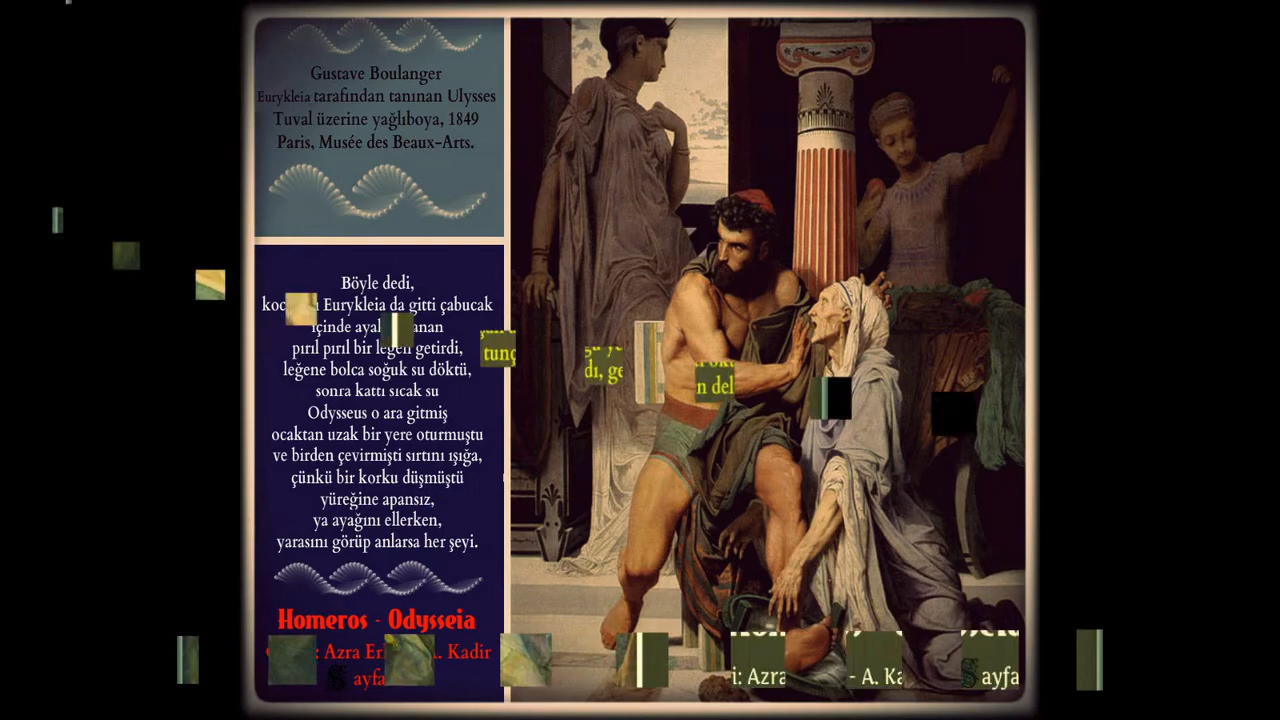 Gustave Boulanger
Eurykleia tarafından tanınan Ulysses
Tuval üzerine yağlıboya, 1849
Paris, Musée des Beaux-Arts.
Böyle dedi,
Eurykleia da gitti çabucak
içinde
pırıl pırıl bir leğen getirdi,
leğene bolca soğuk su döktü,
sonra kattı sıcak su
Odysseus o ara gitmiş
ocaktan uzak bir yere oturmuştu
ve birden çevirmişti sırtını ışığa,
çünkü bir korku düşmüştü
yüreğine apansız,
ya ayağını ellerken,
yarasını görüp anlarsa her şeyi.
Homeros - Odysseia
: Azra A. Kadir